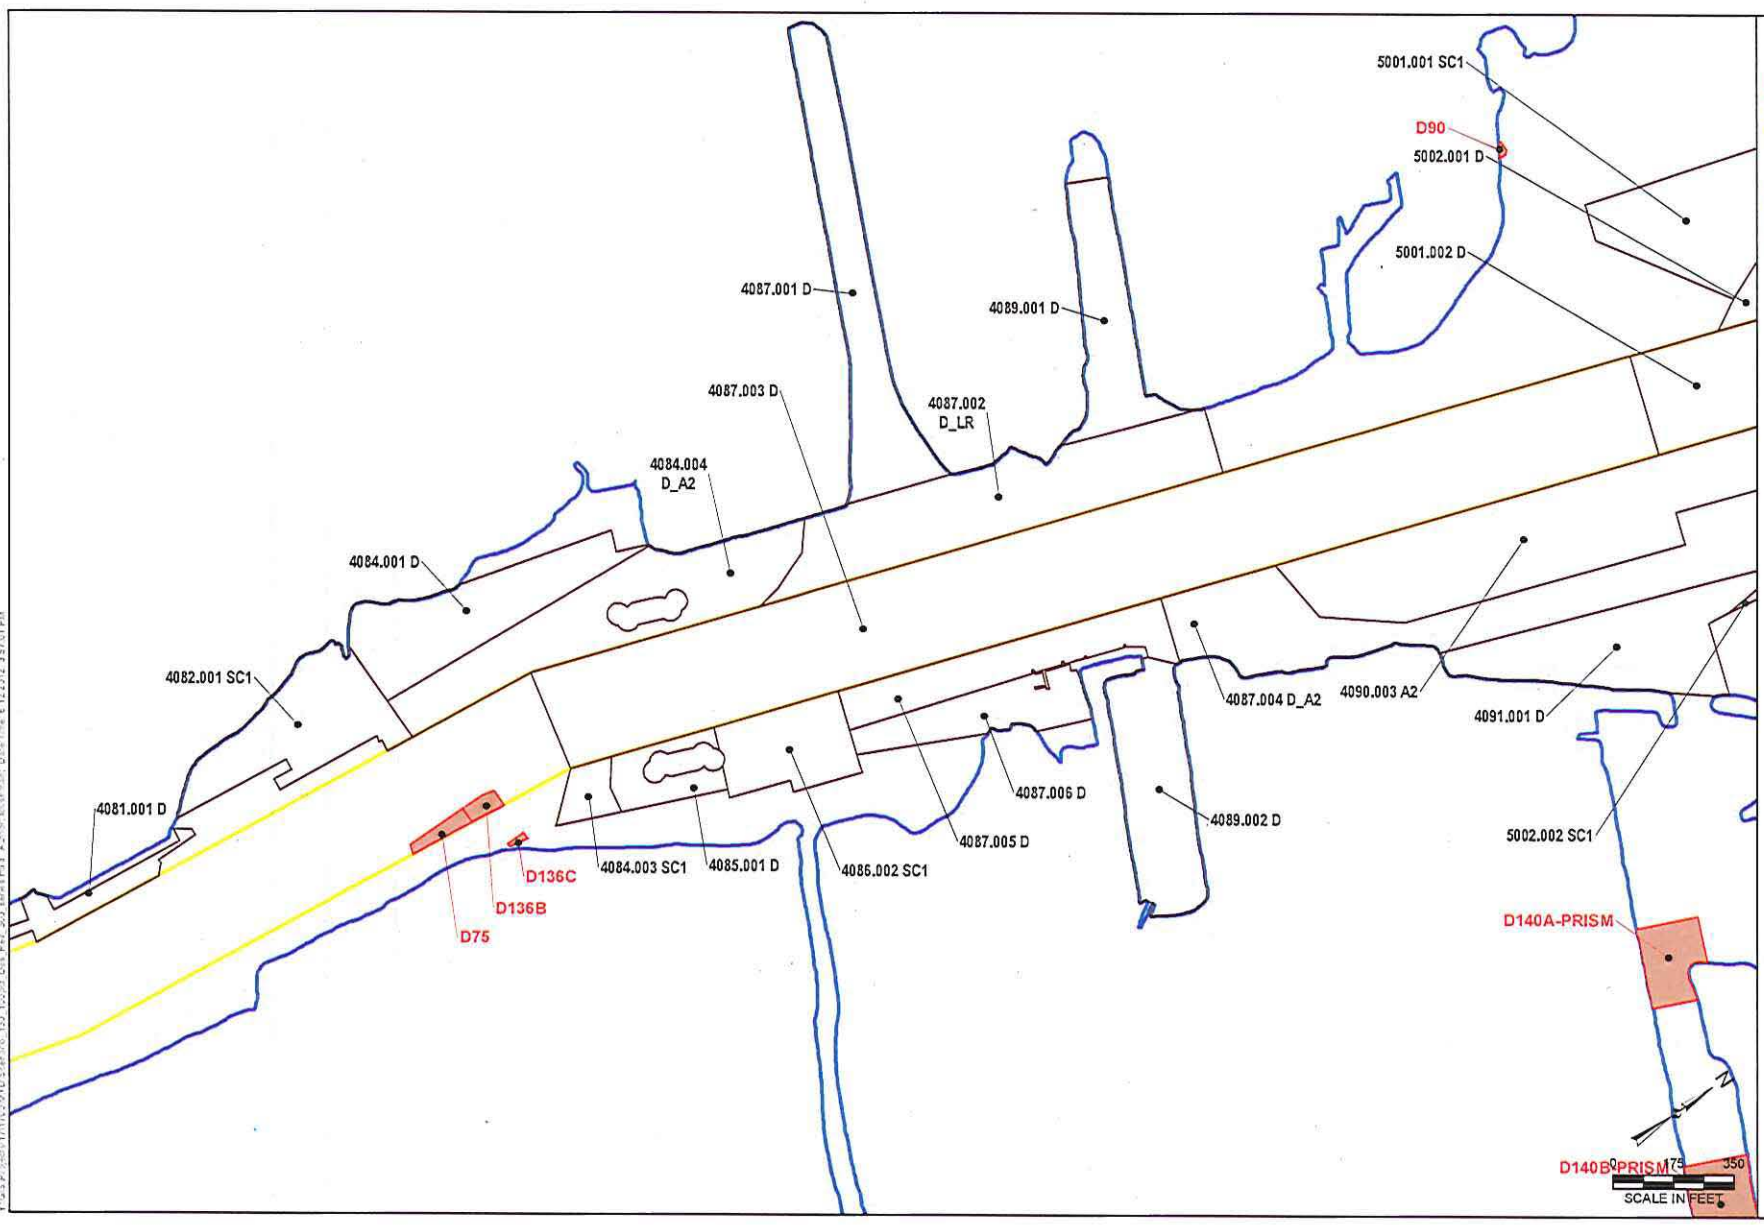 5001.001 SC1
D90
5002.001 D
5001.002 D
4087.001 D
4089.001 D
4087.003 D
4087.002
D_LR
4084.004
D_A2
4084.001 D
4082.001 SC1
4081.001 D
4087.004 D_A2
4090.003 A2
4091.001 D
4087.006 D
4089.002 D
4087.005 D
5002.002 SC1
4084.003 SC1
4085.001 D
4086.002 SC1
D136C
D136B
D75
D140A-PRISM
N
D140B-PRISM
0 175 350
SCALE IN FEET